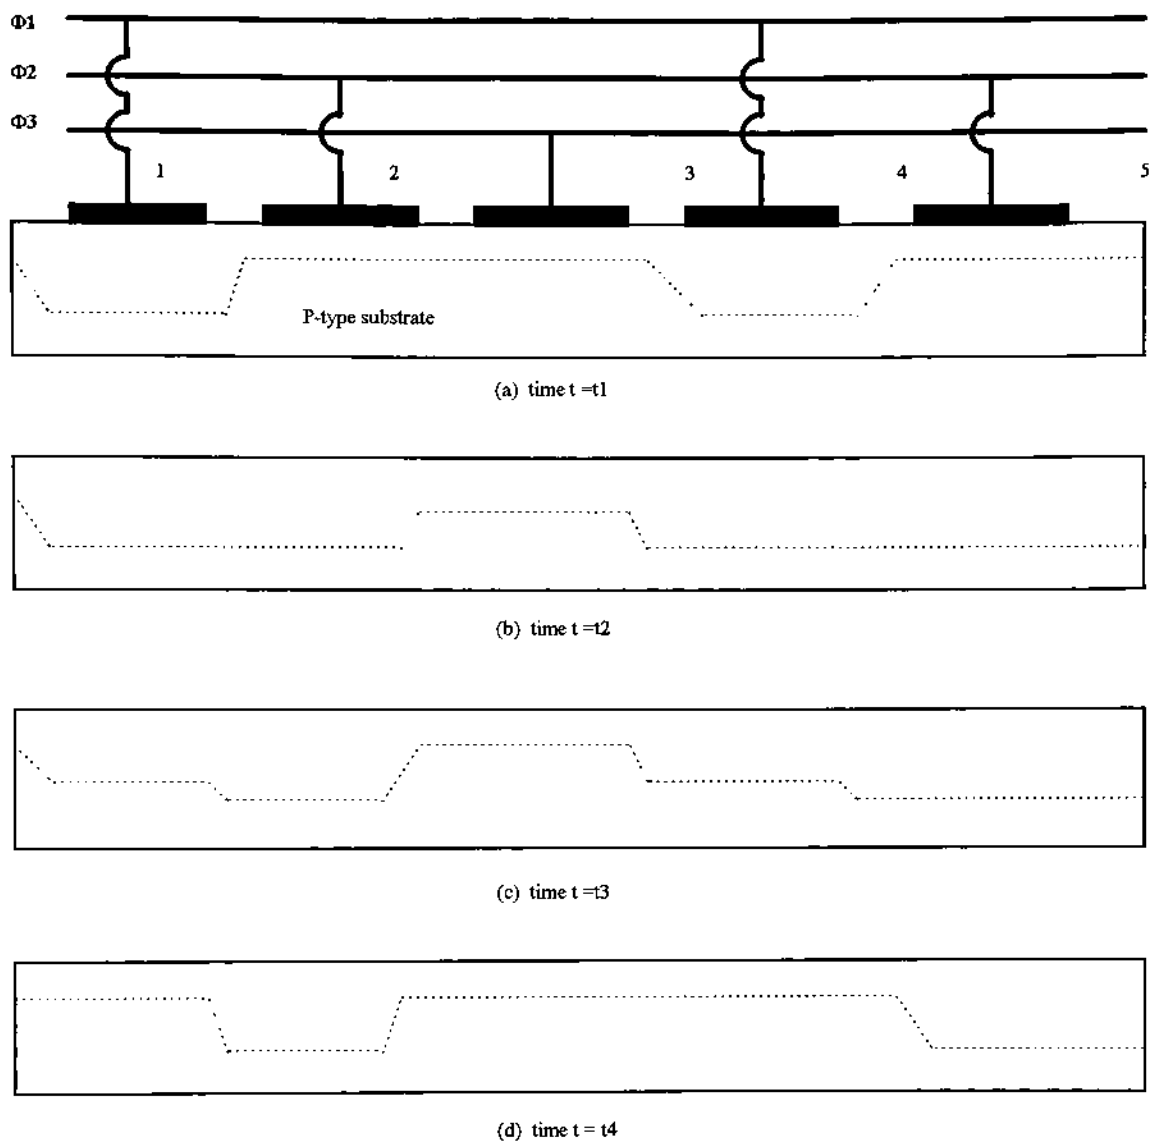 Φ1
Φ2
Φ3
1 2 3 4 5
P-type substrate
(a) time t =t1
(b) time t =t2
(c) time t =t3
(d) time t = t4